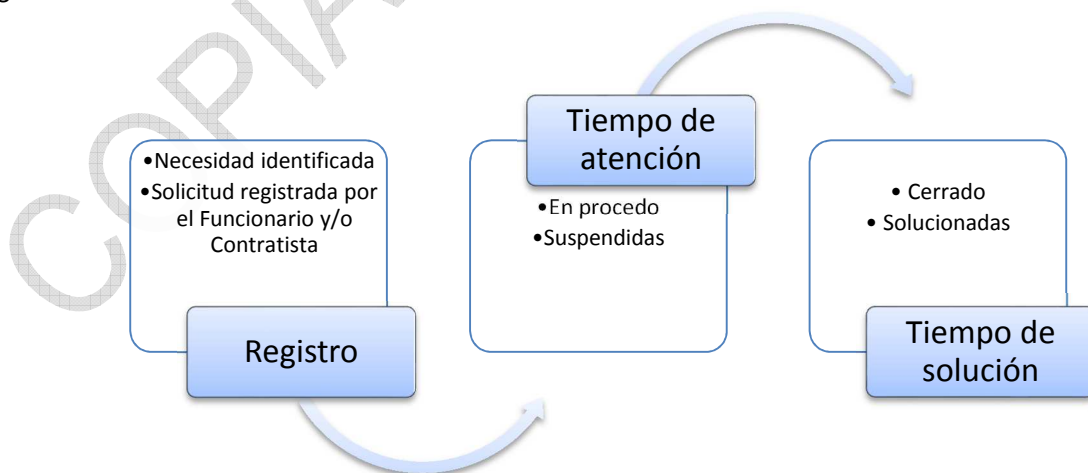 •Necesidad identificada
•Solicitud registrada por
el Funcionario y/o
Contratista
Registro
Tiempo de
atención
•En procedo
•Suspendidas
• Cerrado
• Solucionadas
Tiempo de
solución
COPIA